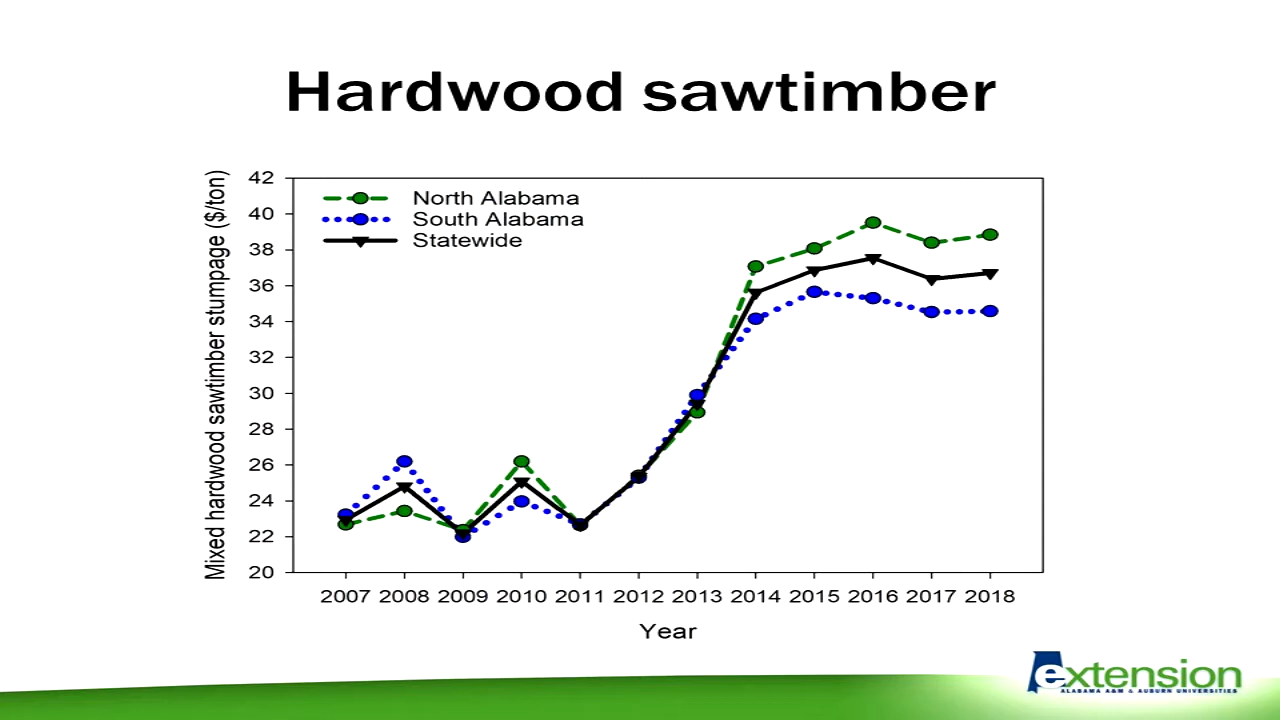 Hardwood sawtimber
Mixed hardwood sawtimber stumpage ($/ton)
42
40
38
36
34
32
30
28
26
24
22
20
North Alabama
South Alabama
Statewide
2007 2008 2009 2010 2011 2012 2013 2014 2015 2016 2017 2018
Year
extension
ALABAMA A&M & AUBURN UNIVERSITIES